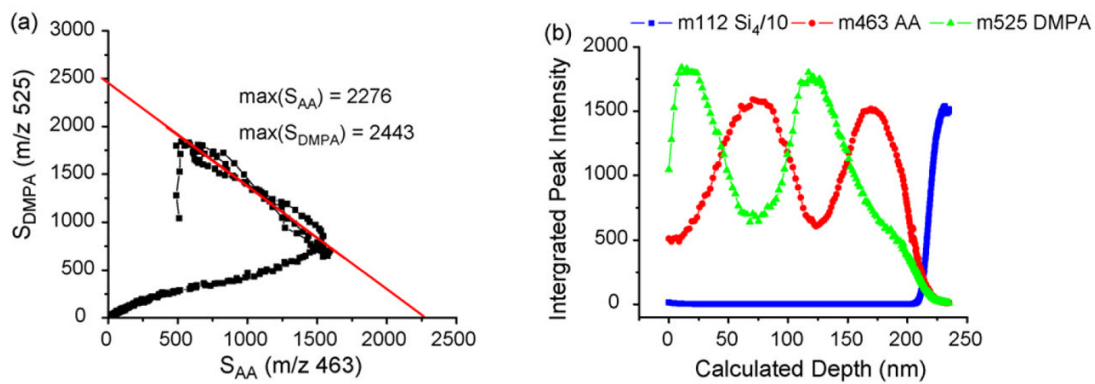 (a)
3000
2500
2000
1500
1000
500
0
S_DMPA (m/z 525)
max(S_AA) = 2276
max(S_DMPA) = 2443
0 500 1000 1500 2000 2500
S_AA (m/z 463)
m112 Si4/10 m463 AA m525 DMPA
(b)
2000
1500
1000
500
0
Intergrated Peak Intensity
0 50 100 150 200 250
Calculated Depth (nm)